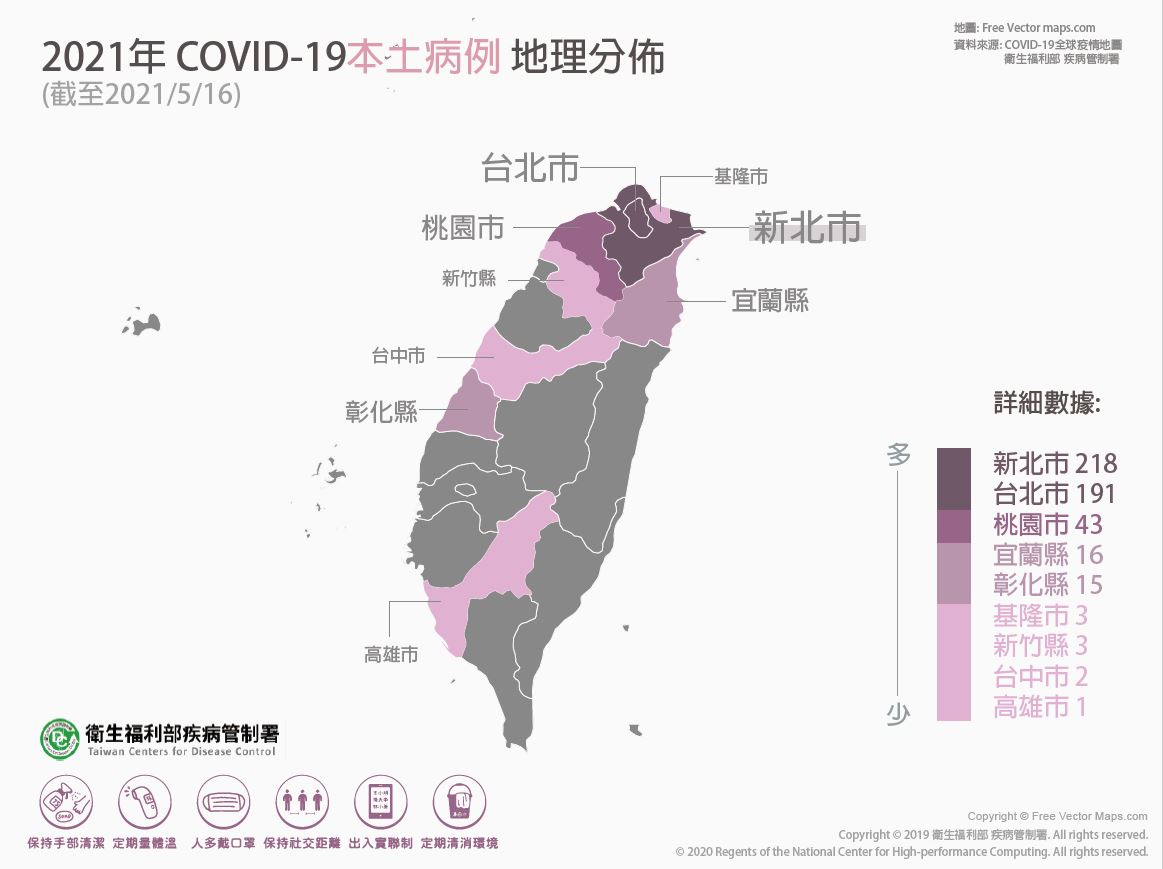 地圖: Free Vector maps.com
資料來源: COVID-19全球疫情地圖
衛生福利部 疾病管制署
2021年 COVID-19本土病例 地理分佈
(截至2021/5/16)
台北市
基隆市
桃園市
新北市
新竹縣
宜蘭縣
台中市
彰化縣
高雄市
詳細數據:
多
新北市 218
台北市 191
桃園市 43
宜蘭縣 16
彰化縣 15
基隆市 3
新竹縣 3
台中市 2
高雄市 1
少
衛生福利部疾病管制署
Taiwan Centers for Disease Control
SOAP
保持手部清潔 定期量體溫 人多戴口罩 保持社交距離 出入實聯制 定期清消環境
Copyright © Free Vector Maps.com
Copyright © 2019 衛生福利部 疾病管制署. All rights reserved.
© 2020 Regents of the National Center for High-performance Computing. All rights reserved.